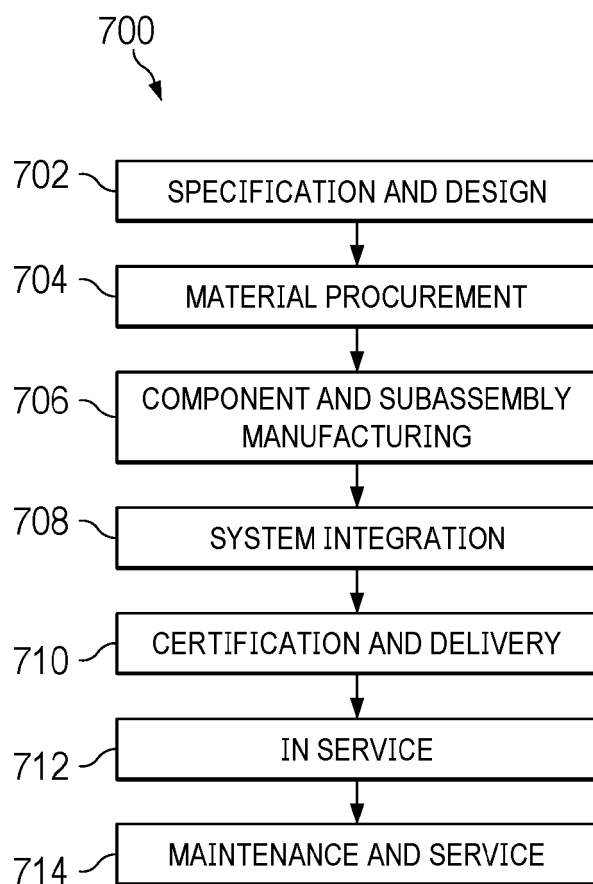 700
702
SPECIFICATION AND DESIGN
704
MATERIAL PROCUREMENT
706
COMPONENT AND SUBASSEMBLY
MANUFACTURING
708
SYSTEM INTEGRATION
710
CERTIFICATION AND DELIVERY
712
IN SERVICE
714
MAINTENANCE AND SERVICE